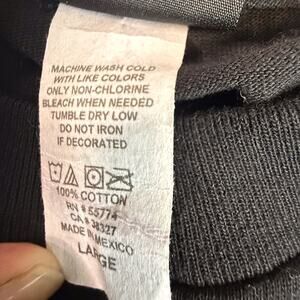 MACHINE WASH COLD
WITH LIKE COLORS
ONLY NON-CHLORINE
BLEACH WHEN NEEDED
TUMBLE DRY LOW
DO NOT IRON
IF DECORATED
100% COTTON
RN # 55774
CA # 38327
MADE IN MEXICO
LARGE